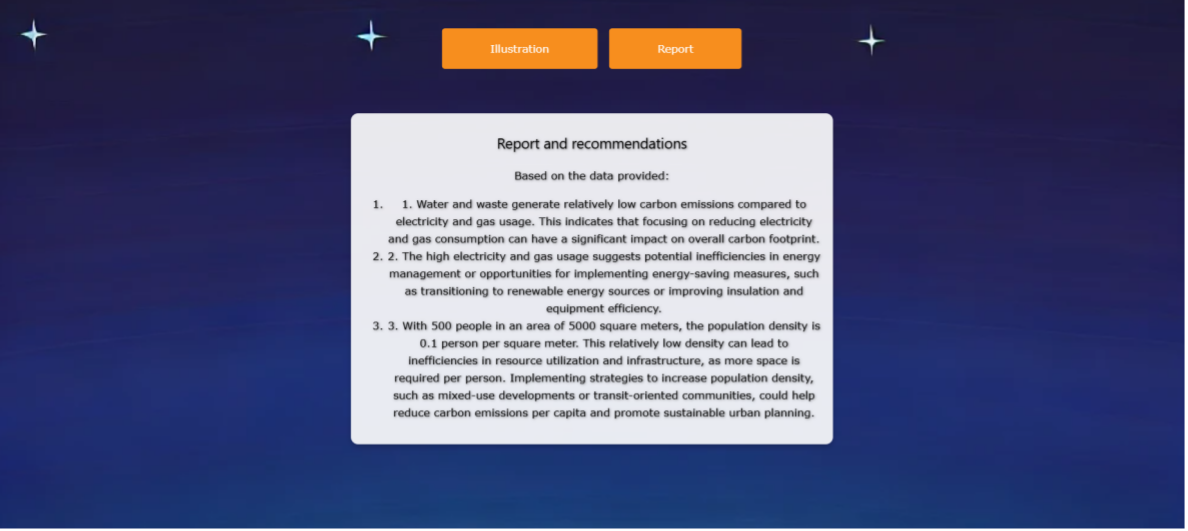 Illustration
Report
Report and recommendations
Based on the data provided:
1. 1. Water and waste generate relatively low carbon emissions compared to
electricity and gas usage. This indicates that focusing on reducing electricity
and gas consumption can have a significant impact on overall carbon footprint.
2. 2. The high electricity and gas usage suggests potential inefficiencies in energy
management or opportunities for implementing energy-saving measures, such
as transitioning to renewable energy sources or improving insulation and
equipment efficiency.
3. 3. With 500 people in an area of 5000 square meters, the population density is
0.1 person per square meter. This relatively low density can lead to
inefficiencies in resource utilization and infrastructure, as more space is
required per person. Implementing strategies to increase population density,
such as mixed-use developments or transit-oriented communities, could help
reduce carbon emissions per capita and promote sustainable urban planning.